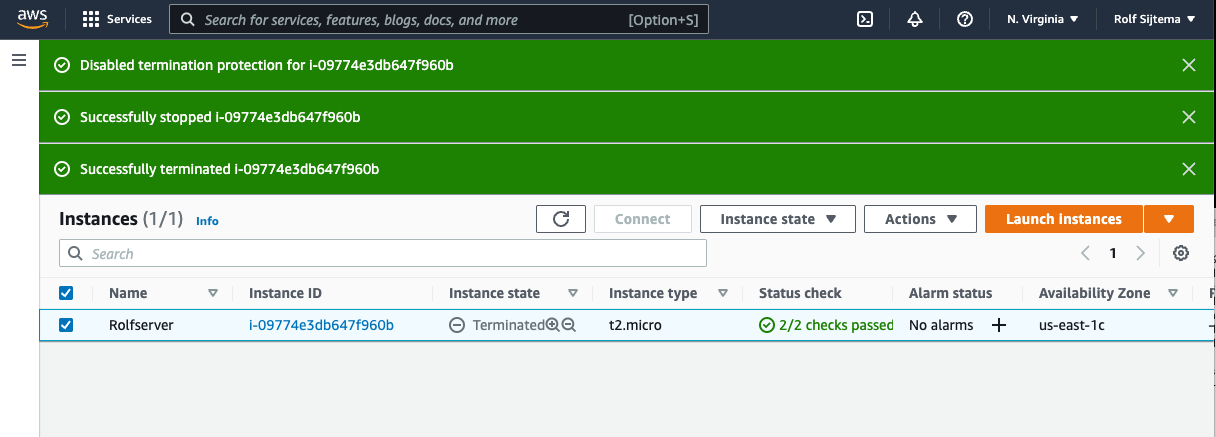 aws Services Search for services, features, blogs, docs, and more [Option+S] N. Virginia Rolf Sijtema
Disabled termination protection for i-09774e3db647f960b
Successfully stopped i-09774e3db647f960b
Successfully terminated i-09774e3db647f960b
Instances (1/1) Info Connect Instance state Actions Launch instances
Search 1
Name Instance ID Instance state Instance type Status check Alarm status Availability Zone
Rolfserver i-09774e3db647f960b Terminated t2.micro 2/2 checks passed No alarms us-east-1c